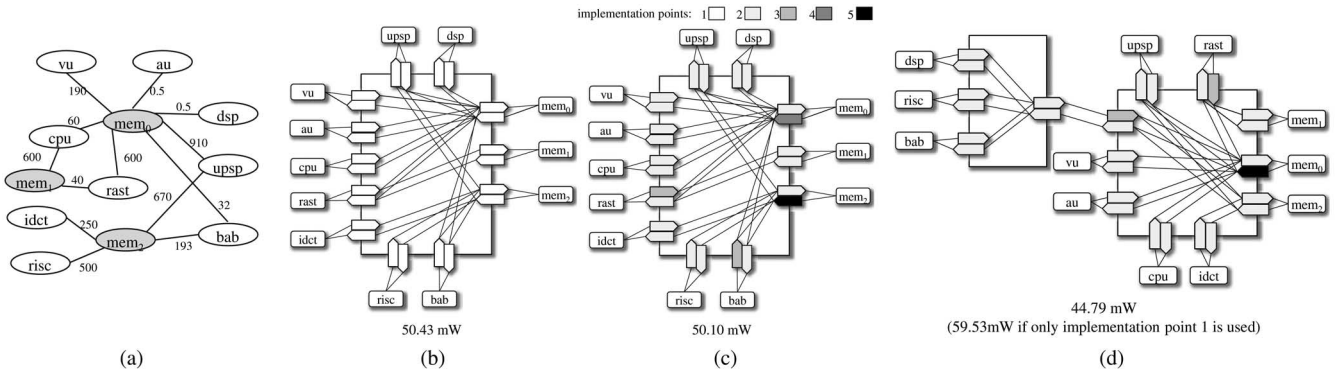 implementation points: 1 2 3 4 5
vu
au
190
0.5
0.5
dsp
mem0
cpu
60
910
600
600
upsp
mem1
40
rast
670
32
idct
250
mem2
193
bab
risc
500
(a)
upsp
dsp
vu
mem0
au
cpu
mem1
rast
mem2
idct
risc
bab
50.43 mW
(b)
upsp
dsp
vu
mem0
au
cpu
mem1
rast
mem2
idct
risc
bab
50.10 mW
(c)
upsp
rast
dsp
risc
bab
mem1
vu
mem0
au
mem2
cpu
idct
44.79 mW
(59.53mW if only implementation point 1 is used)
(d)